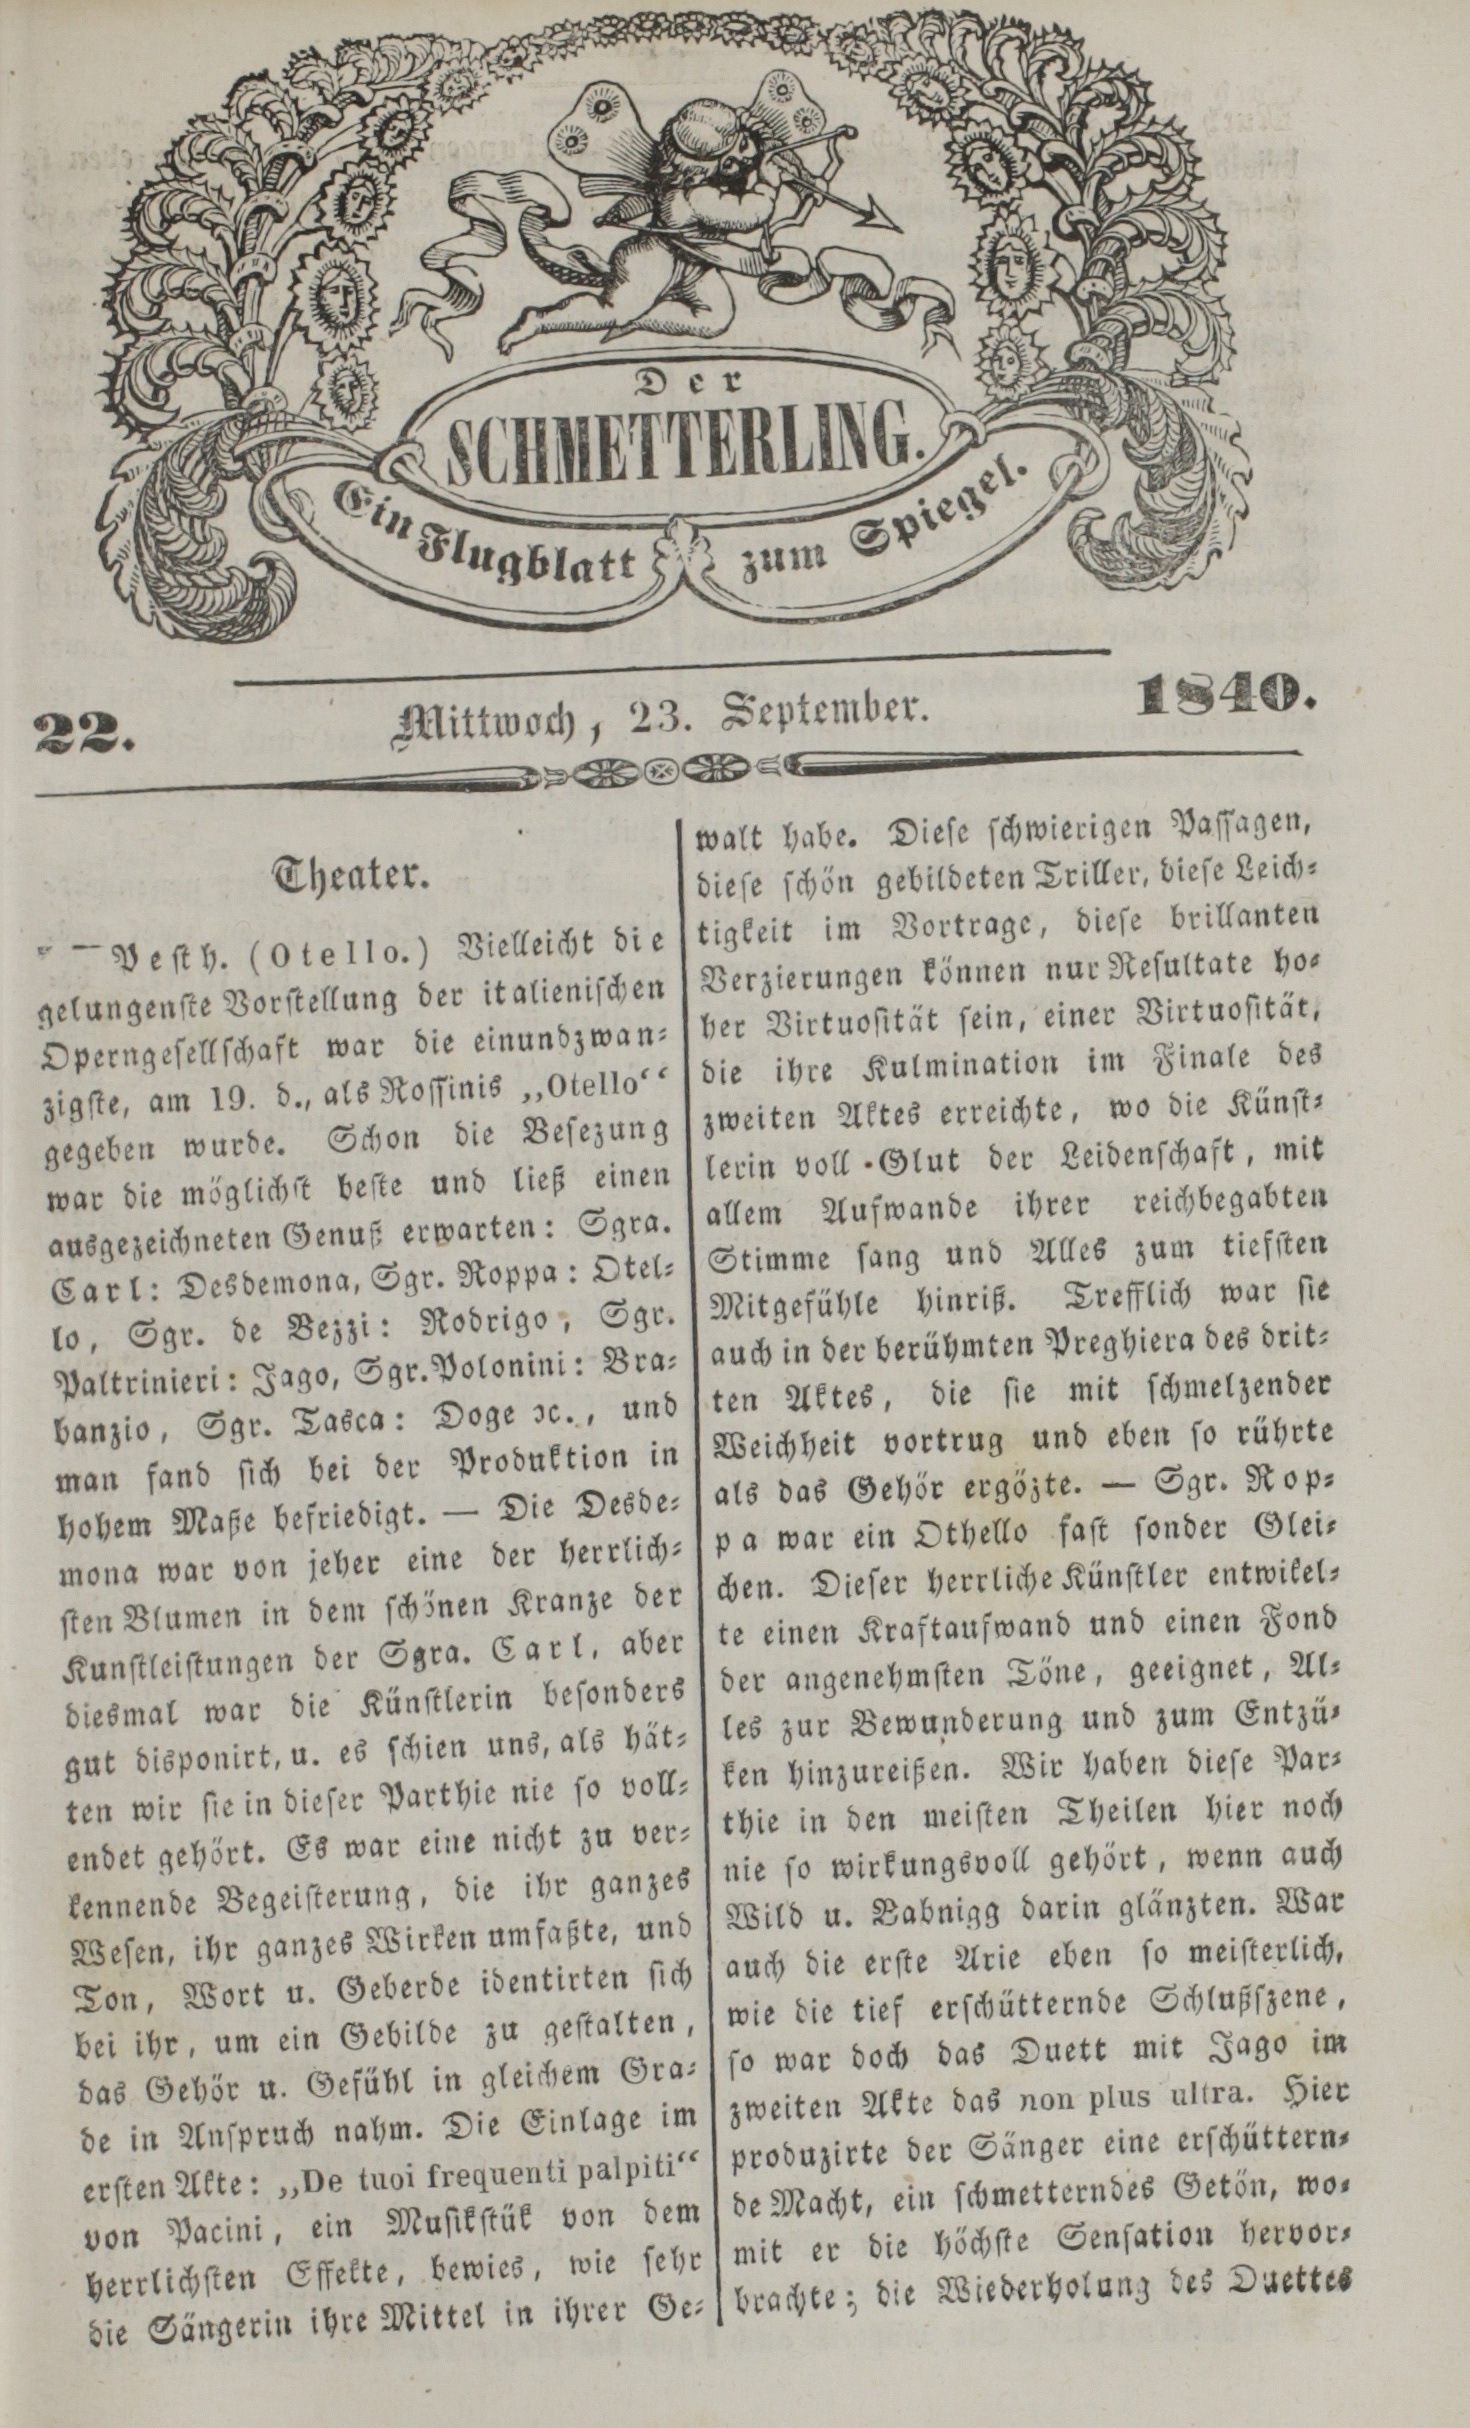 Der
SCHMETTERLING.
Ein Flugblatt zum Spiegel.
22. Mittwoch, 23. September. 1840.
Theater.
— Pesth. (Otello.) Vielleicht die
gelungenste Vorstellung der italienischen
Operngesellschaft war die einundzwan-
zigste, am 19. d., als Rossinis „Otello“
gegeben wurde. Schon die Besezung
war die möglichst beste und ließ einen
ausgezeichneten Genuß erwarten: Sgra.
Carl: Desdemona, Sgr. Roppa: Otel-
lo, Sgr. de Bezzi: Rodrigo, Sgr.
Paltrinieri: Jago, Sgr. Polonini: Bra-
banzio, Sgr. Tasca: Doge ꝛc., und
man fand sich bei der Produktion in
hohem Maße befriedigt. — Die Desde-
mona war von jeher eine der herrlich-
sten Blumen in dem schönen Kranze der
Kunstleistungen der Sgra. Carl, aber
diesmal war die Künstlerin besonders
gut disponirt, u. es schien uns, als hät-
ten wir sie in dieser Parthie nie so voll-
endet gehört. Es war eine nicht zu ver-
kennende Begeisterung, die ihr ganzes
Wesen, ihr ganzes Wirken umfaßte, und
Ton, Wort u. Geberde identirten sich
bei ihr, um ein Gebilde zu gestalten,
das Gehör u. Gefühl in gleichem Gra-
de in Anspruch nahm. Die Einlage im
ersten Akte: „De tuoi frequenti palpiti“
von Pacini, ein Musikstük von dem
herrlichsten Effekte, bewies, wie sehr
die Sängerin ihre Mittel in ihrer Ge-
walt habe. Diese schwierigen Passagen,
diese schön gebildeten Triller, diese Leich-
tigkeit im Vortrage, diese brillanten
Verzierungen können nur Resultate ho-
her Virtuosität sein, einer Virtuosität,
die ihre Kulmination im Finale des
zweiten Aktes erreichte, wo die Künst-
lerin voll Glut der Leidenschaft, mit
allem Aufwande ihrer reichbegabten
Stimme sang und Alles zum tiefsten
Mitgefühle hinriß. Trefflich war sie
auch in der berühmten Preghiera des drit-
ten Aktes, die sie mit schmelzender
Weichheit vortrug und eben so rührte
als das Gehör ergözte. — Sgr. Rop-
pa war ein Othello fast sonder Glei-
chen. Dieser herrliche Künstler entwikel-
te einen Kraftaufwand und einen Fond
der angenehmsten Töne, geeignet, Al-
les zur Bewunderung und zum Entzü-
ken hinzureißen. Wir haben diese Par-
thie in den meisten Theilen hier noch
nie so wirkungsvoll gehört, wenn auch
Wild u. Babnigg darin glänzten. War
auch die erste Arie eben so meisterlich,
wie die tief erschütternde Schlußszene,
so war doch das Duett mit Jago im
zweiten Akte das non plus ultra. Hier
produzirte der Sänger eine erschüttern-
de Macht, ein schmetterndes Getön, wo-
mit er die höchste Sensation hervor-
brachte; die Wiederholung des Duettes